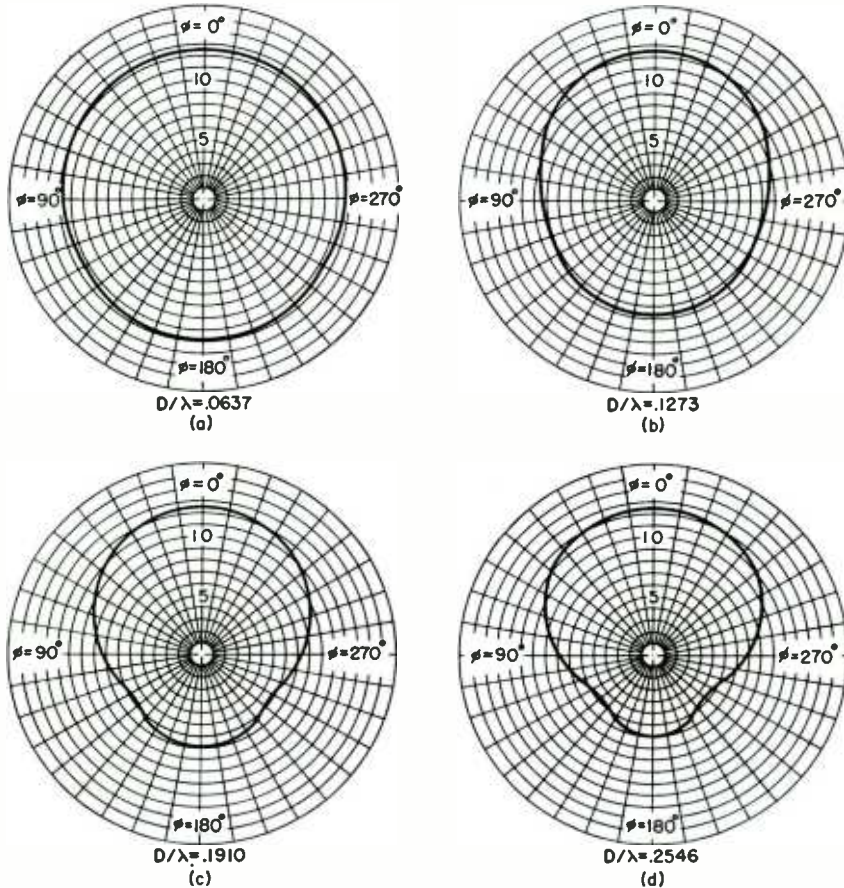 ø=0°
10
5
ø=90°
ø=270°
ø=180°
D/λ=.0637
(a)
ø=0°
10
5
ø=90°
ø=270°
ø=180°
D/λ=.1273
(b)
ø=0°
10
5
ø=90°
ø=270°
ø=180°
D/λ=.1910
(c)
ø=0°
10
5
ø=90°
ø=270°
ø=180°
D/λ=.2546
(d)